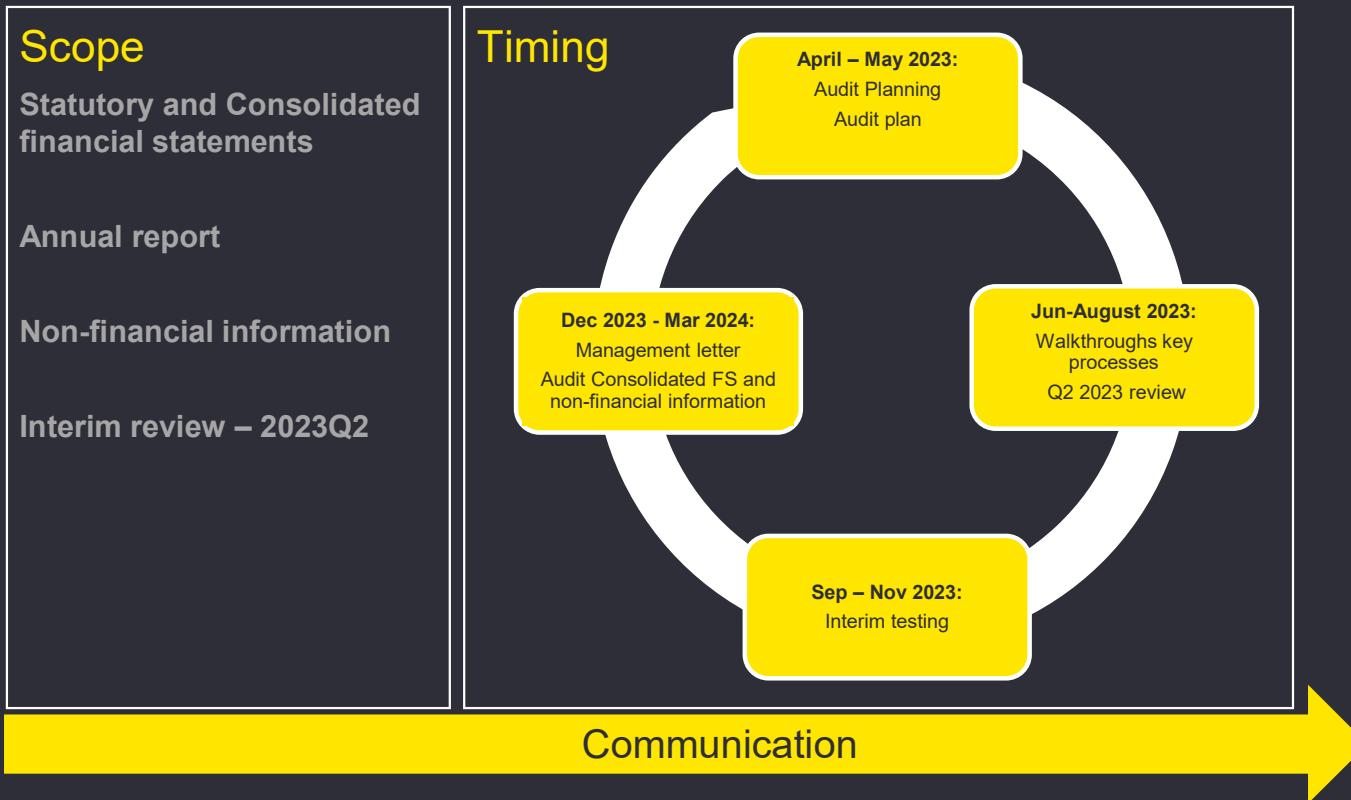 Scope
Statutory and Consolidated
financial statements
Annual report
Non-financial information
Interim review – 2023Q2
Timing
April – May 2023:
Audit Planning
Audit plan
Jun-August 2023:
Walkthroughs key
processes
Q2 2023 review
Sep – Nov 2023:
Interim testing
Dec 2023 - Mar 2024:
Management letter
Audit Consolidated FS and
non-financial information
Communication